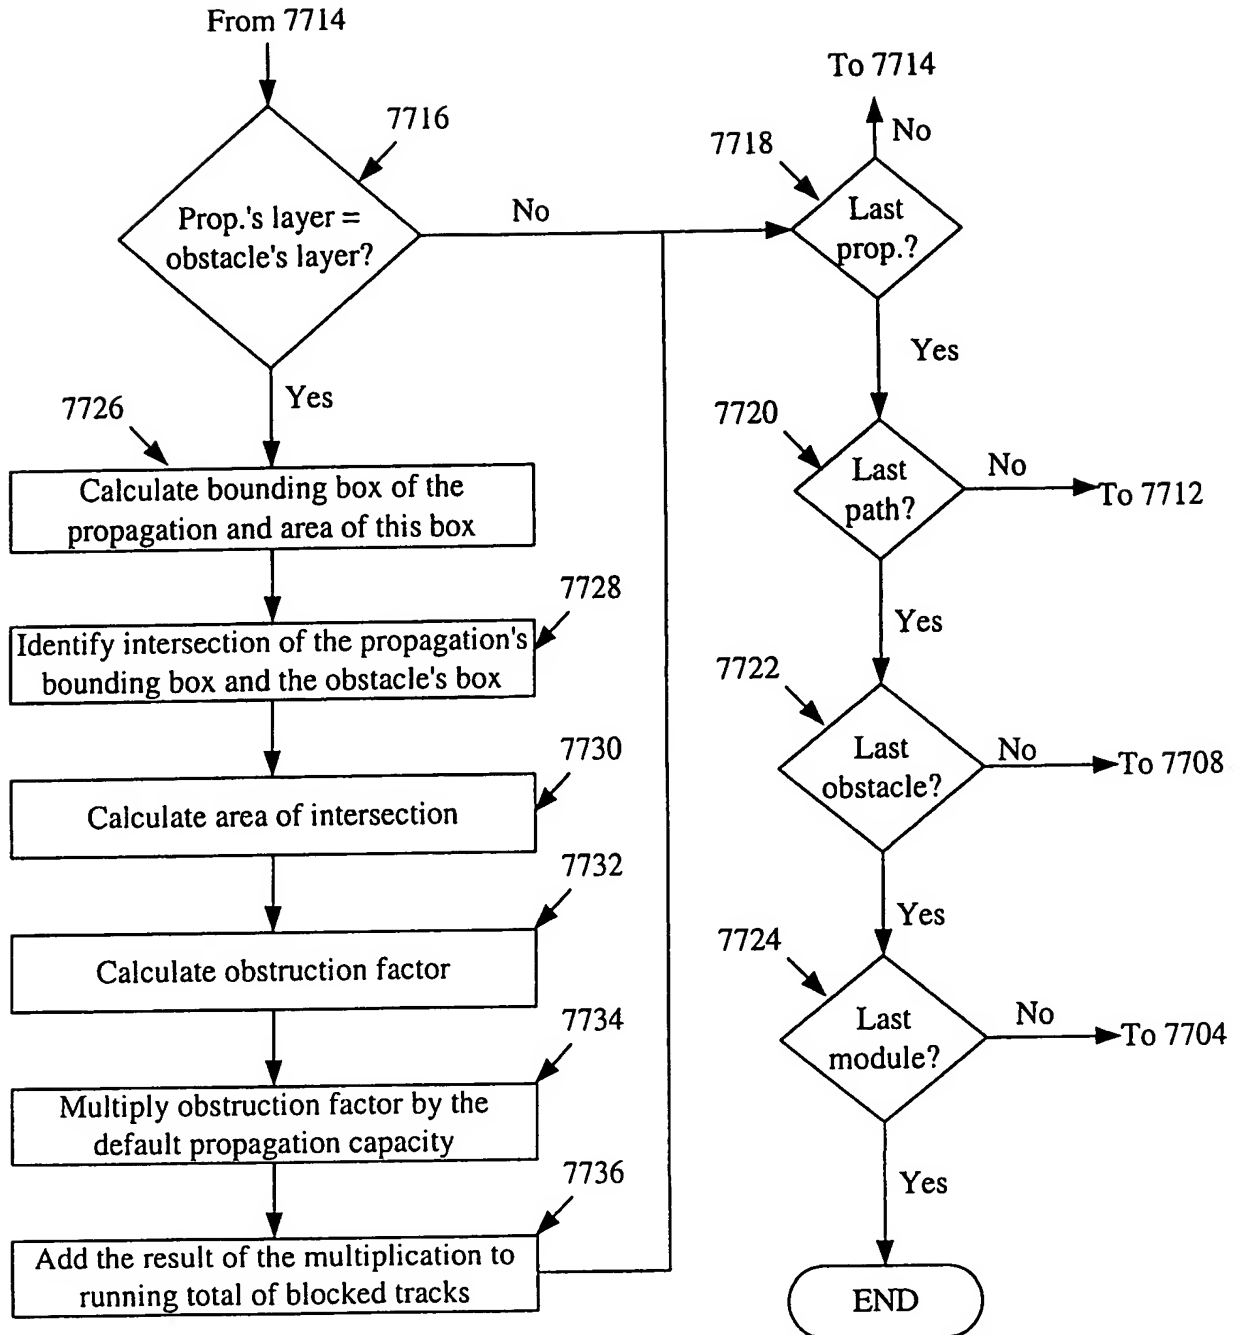 From 7714
7716
Prop.'s layer =
obstacle's layer?
No
Yes
7726
Calculate bounding box of the
propagation and area of this box
7728
Identify intersection of the propagation's
bounding box and the obstacle's box
7730
Calculate area of intersection
7732
Calculate obstruction factor
7734
Multiply obstruction factor by the
default propagation capacity
7736
Add the result of the multiplication to
running total of blocked tracks
To 7714
No
7718
Last
prop.?
Yes
7720
Last
path?
No
To 7712
Yes
7722
Last
obstacle?
No
To 7708
Yes
7724
Last
module?
No
To 7704
Yes
END